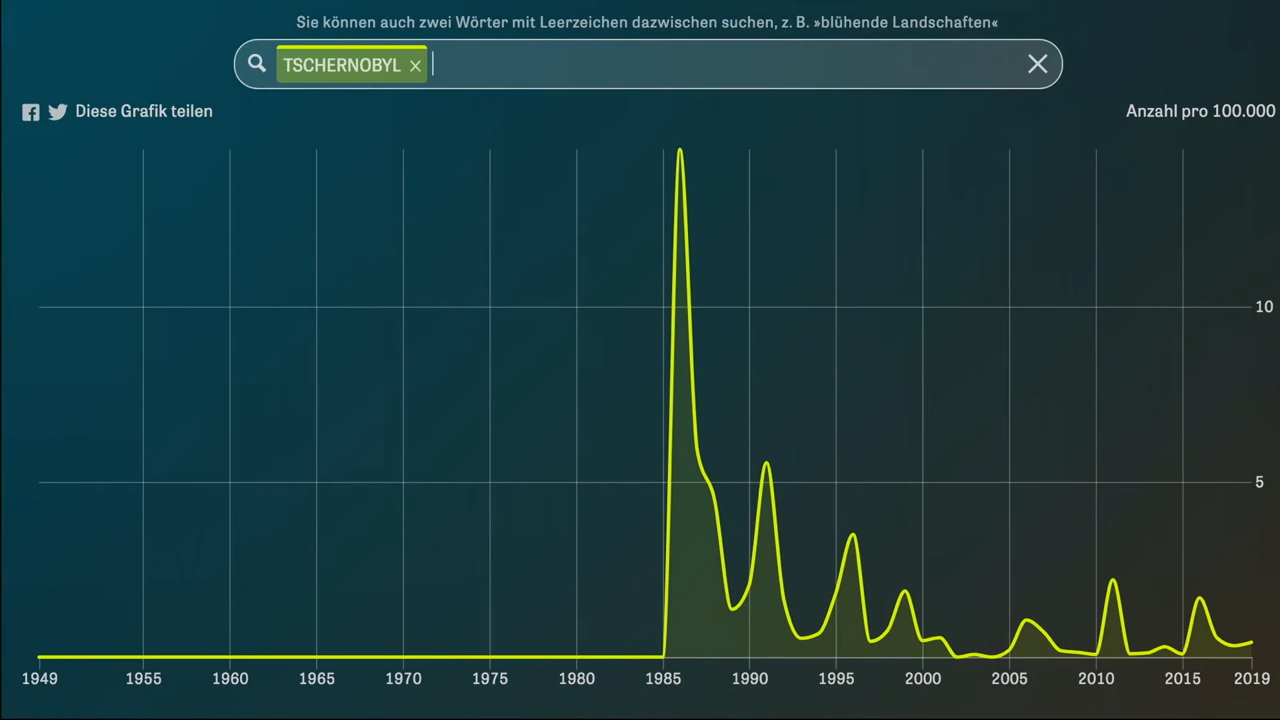 Sie können auch zwei Wörter mit Leerzeichen dazwischen suchen, z. B. »blühende Landschaften«
TSCHERNOBYL ×
Diese Grafik teilen
Anzahl pro 100.000
10
5
1949 1955 1960 1965 1970 1975 1980 1985 1990 1995 2000 2005 2010 2015 2019